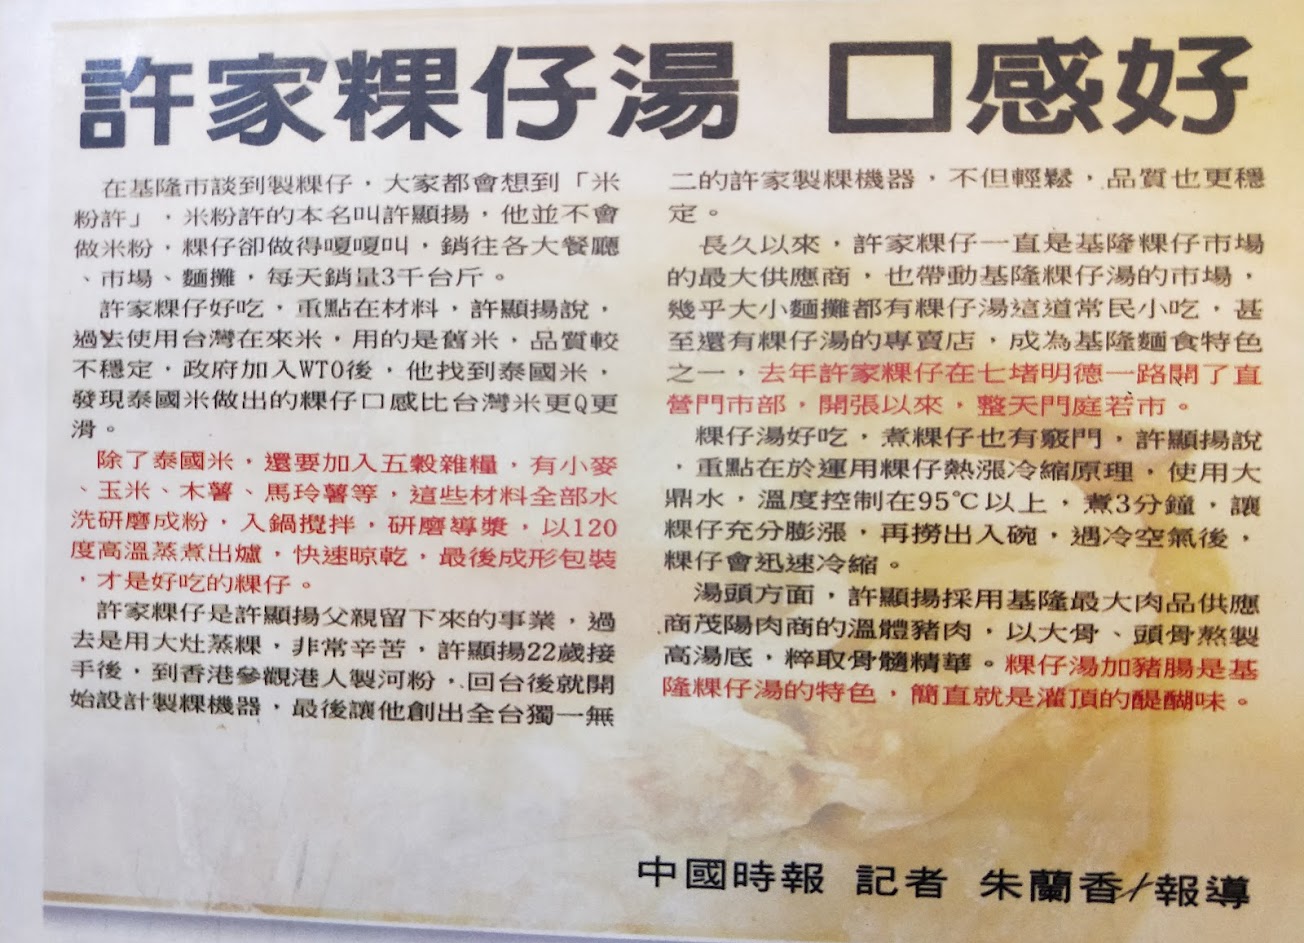 許家粿仔湯 口感好
在基隆市談到製粿仔，大家都會想到「米
粉許」，米粉許的本名叫許顯揚，他並不會
做米粉，粿仔卻做得嗄嗄叫，銷往各大餐廳
、市場、麵攤，每天銷量3千台斤。
許家粿仔好吃，重點在材料，許顯揚說，
過去使用台灣在來米，用的是舊米，品質較
不穩定，政府加入WTO後，他找到泰國米，
發現泰國米做出的粿仔口感比台灣米更Q更
滑。
除了泰國米，還要加入五穀雜糧，有小麥
、玉米、木薯、馬玲薯等，這些材料全部水
洗研磨成粉，入鍋攪拌，研磨導漿，以120
度高溫蒸煮出爐，快速晾乾，最後成形包裝
，才是好吃的粿仔。
許家粿仔是許顯揚父親留下來的事業，過
去是用大灶蒸粿，非常辛苦，許顯揚22歲接
手後，到香港參觀港人製河粉，回台後就開
始設計製粿機器，最後讓他創出全台獨一無
二的許家製粿機器，不但輕鬆，品質也更穩
定。
長久以來，許家粿仔一直是基隆粿仔市場
的最大供應商，也帶動基隆粿仔湯的市場，
幾乎大小麵攤都有粿仔湯這道常民小吃，甚
至還有粿仔湯的專賣店，成為基隆麵食特色
之一，去年許家粿仔在七堵明德一路開了直
營門市部，開張以來，整天門庭若市。
粿仔湯好吃，煮粿仔也有竅門，許顯揚說
，重點在於運用粿仔熱漲冷縮原理，使用大
鼎水，溫度控制在95℃以上，煮3分鐘，讓
粿仔充分膨漲，再撈出入碗，遇冷空氣後，
粿仔會迅速冷縮。
湯頭方面，許顯揚採用基隆最大肉品供應
商茂陽肉商的溫體豬肉，以大骨、頭骨熬製
高湯底，粹取骨髓精華。粿仔湯加豬腸是基
隆粿仔湯的特色，簡直就是灌頂的醍醐味。
中國時報 記者 朱蘭香/報導